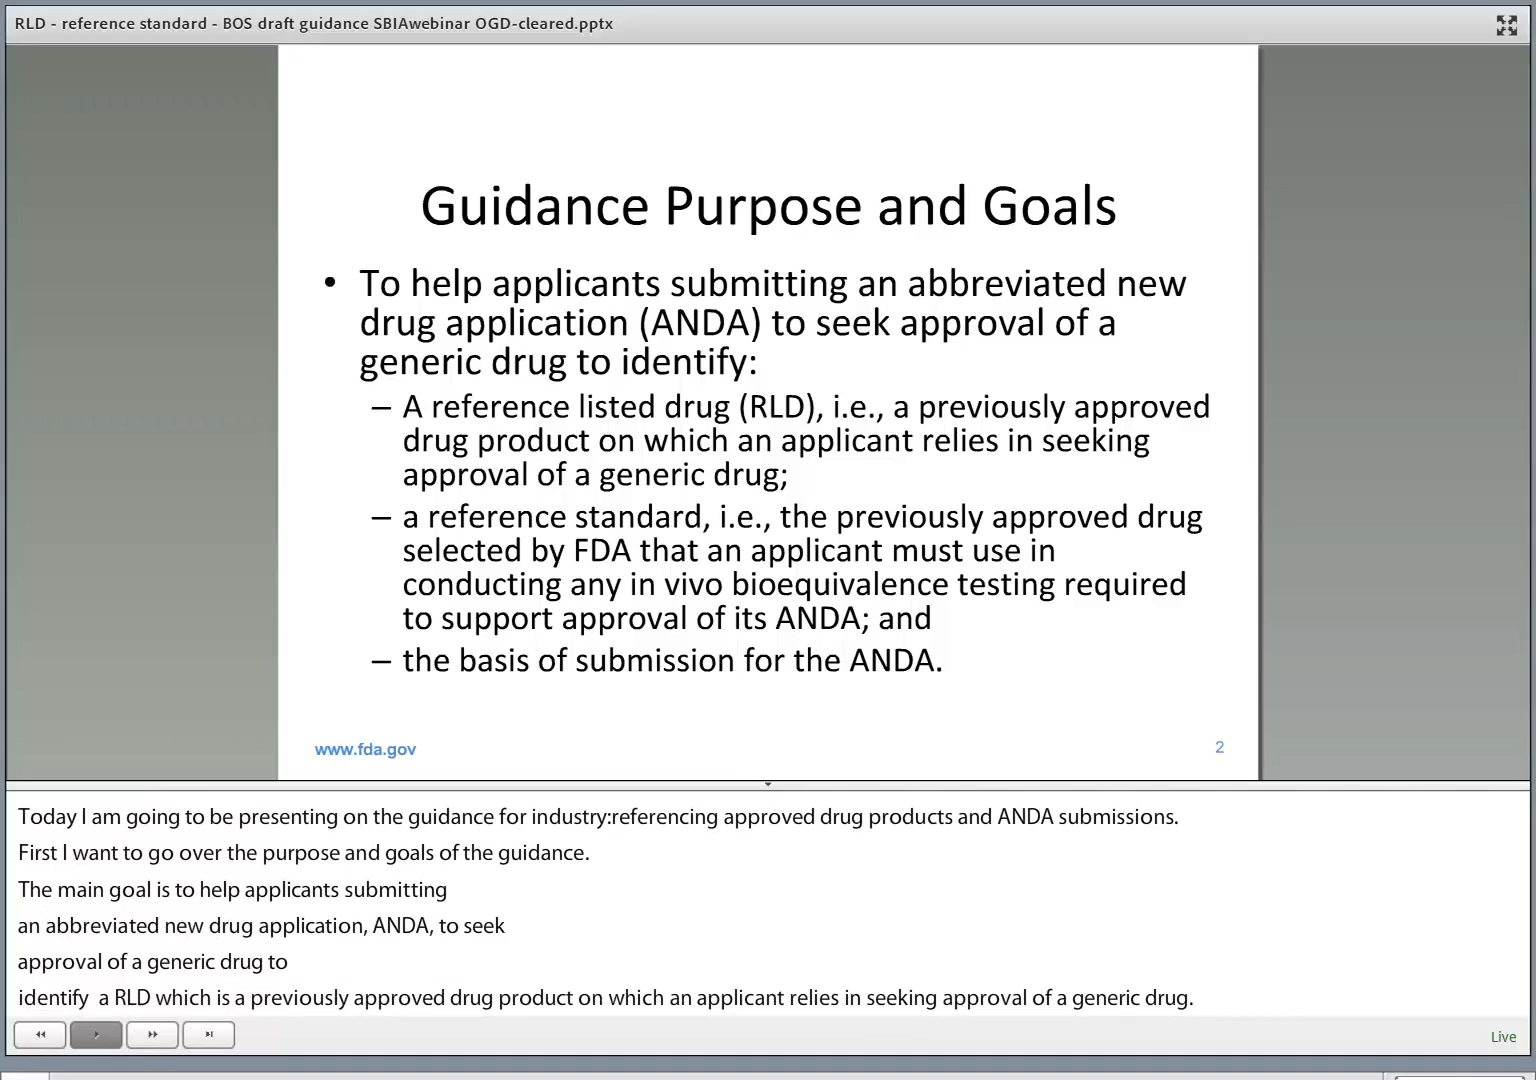 RLD - reference standard - BOS draft guidance SBIAwebinar OGD-cleared.pptx
Guidance Purpose and Goals
• To help applicants submitting an abbreviated new
drug application (ANDA) to seek approval of a
generic drug to identify:
– A reference listed drug (RLD), i.e., a previously approved
drug product on which an applicant relies in seeking
approval of a generic drug;
– a reference standard, i.e., the previously approved drug
selected by FDA that an applicant must use in
conducting any in vivo bioequivalence testing required
to support approval of its ANDA; and
– the basis of submission for the ANDA.
www.fda.gov
2
Today I am going to be presenting on the guidance for industry:referencing approved drug products and ANDA submissions.
First I want to go over the purpose and goals of the guidance.
The main goal is to help applicants submitting
an abbreviated new drug application, ANDA, to seek
approval of a generic drug to
identify  a RLD which is a previously approved drug product on which an applicant relies in seeking approval of a generic drug.
Live